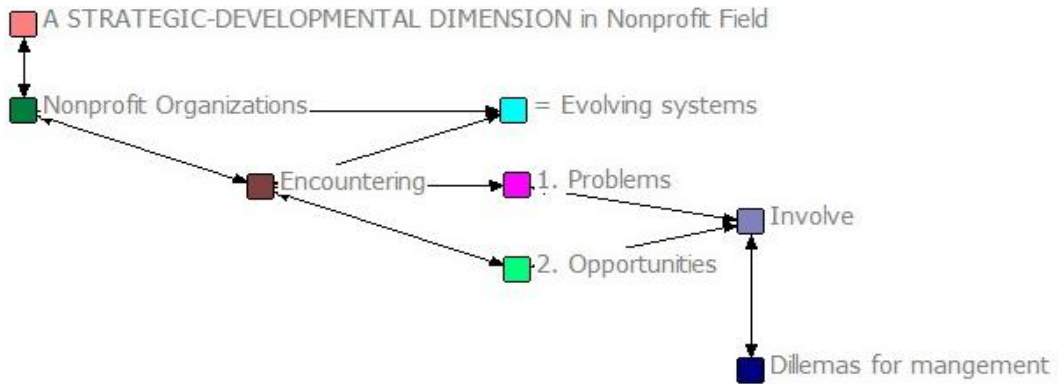 A STRATEGIC-DEVELOPMENTAL DIMENSION in Nonprofit Field
Nonprofit Organizations
= Evolving systems
Encountering
1. Problems
Involve
2. Opportunities
Dillemas for mangement